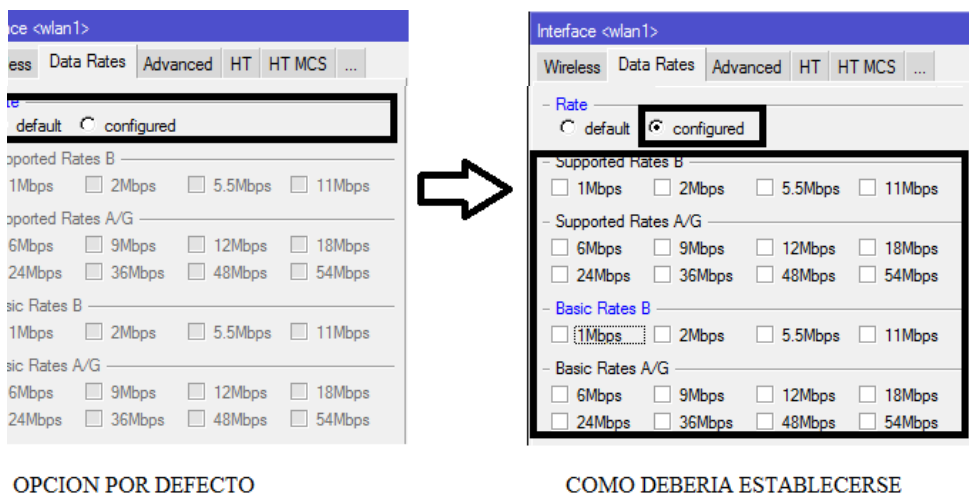 ce <wlan1>
ess Data Rates Advanced HT HT MCS ...
default configured
pported Rates B
1Mbps 2Mbps 5.5Mbps 11Mbps
pported Rates A/G
6Mbps 9Mbps 12Mbps 18Mbps
24Mbps 36Mbps 48Mbps 54Mbps
sic Rates B
1Mbps 2Mbps 5.5Mbps 11Mbps
sic Rates A/G
6Mbps 9Mbps 12Mbps 18Mbps
24Mbps 36Mbps 48Mbps 54Mbps
OPCION POR DEFECTO
Interface <wlan1>
Wireless Data Rates Advanced HT HT MCS ...
Rate
default configured
Supported Rates B
1Mbps 2Mbps 5.5Mbps 11Mbps
Supported Rates A/G
6Mbps 9Mbps 12Mbps 18Mbps
24Mbps 36Mbps 48Mbps 54Mbps
Basic Rates B
1Mbps 2Mbps 5.5Mbps 11Mbps
Basic Rates A/G
6Mbps 9Mbps 12Mbps 18Mbps
24Mbps 36Mbps 48Mbps 54Mbps
COMO DEBERIA ESTABLECERSE